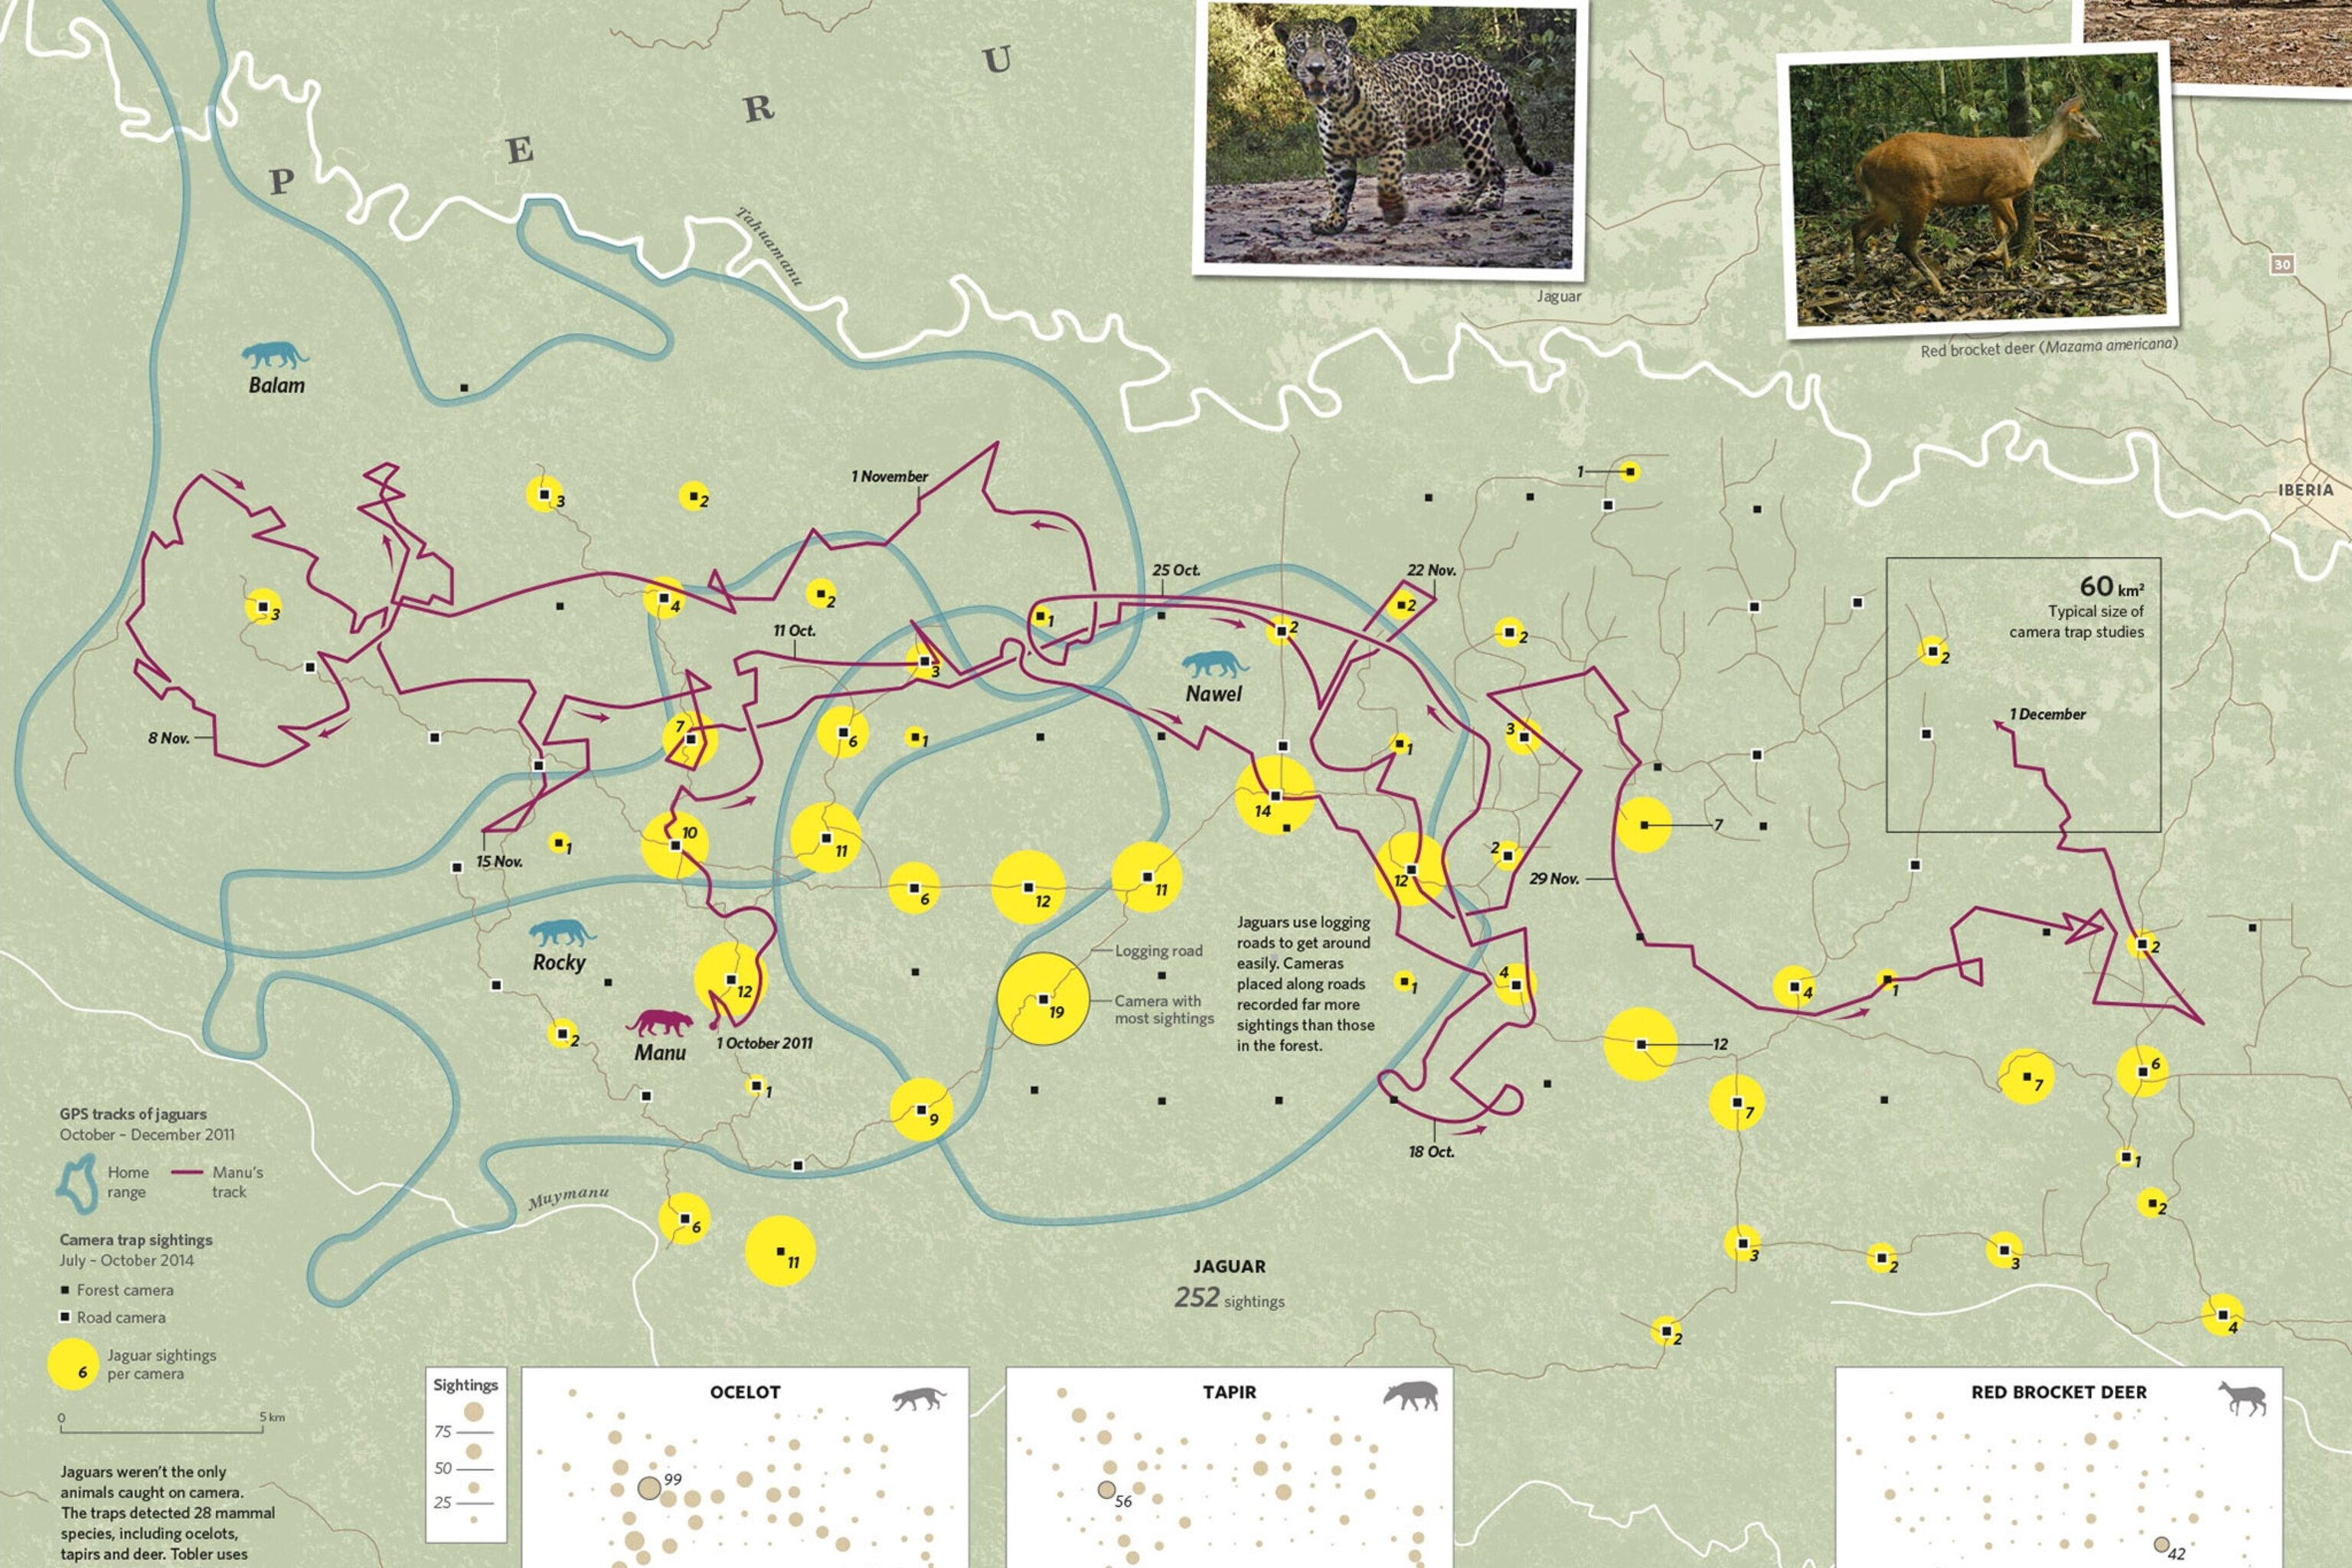 P E R U
Tahuamanu
Jaguar
Red brocket deer (Mazama americana)
30
IBERIA
Balam
1
1 November
3
2
25 Oct.
22 Nov.
60 km²
Typical size of
camera trap studies
3
4
2
1
2
2
2
2
11 Oct.
3
Nawel
1 December
8 Nov.
7
6
1
1
3
14
7
10
11
15 Nov.
1
2
12
29 Nov.
6
12
11
Rocky
Jaguars use logging
roads to get around
easily. Cameras
placed along roads
recorded far more
sightings than those
in the forest.
Logging road
Camera with
most sightings
19
12
1
4
4
1
2
Manu
1 October 2011
2
12
1
9
7
7
6
18 Oct.
1
2
GPS tracks of jaguars
October – December 2011
Home
range
Manu's
track
Muymanu
6
11
3
2
3
4
2
Camera trap sightings
July – October 2014
Forest camera
Road camera
6
Jaguar sightings
per camera
JAGUAR
252 sightings
0 5 km
Jaguars weren't the only
animals caught on camera.
The traps detected 28 mammal
species, including ocelots,
tapirs and deer. Tobler uses
Sightings
75
50
25
OCELOT
99
TAPIR
56
RED BROCKET DEER
42